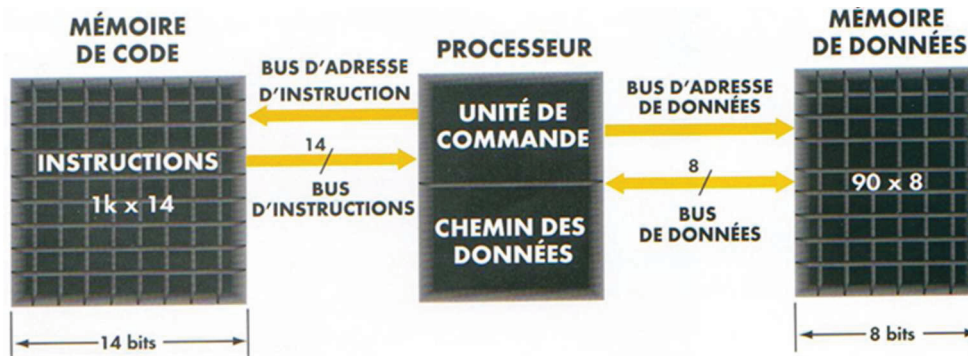 MÉMOIRE
DE CODE
BUS D'ADRESSE
D'INSTRUCTION
INSTRUCTIONS
1k x 14
14
BUS
D'INSTRUCTIONS
14 bits
PROCESSEUR
UNITÉ DE
COMMANDE
CHEMIN DES
DONNÉES
BUS D'ADRESSE
DE DONNÉES
8
BUS
DE DONNÉES
MÉMOIRE
DE DONNÉES
90 x 8
8 bits